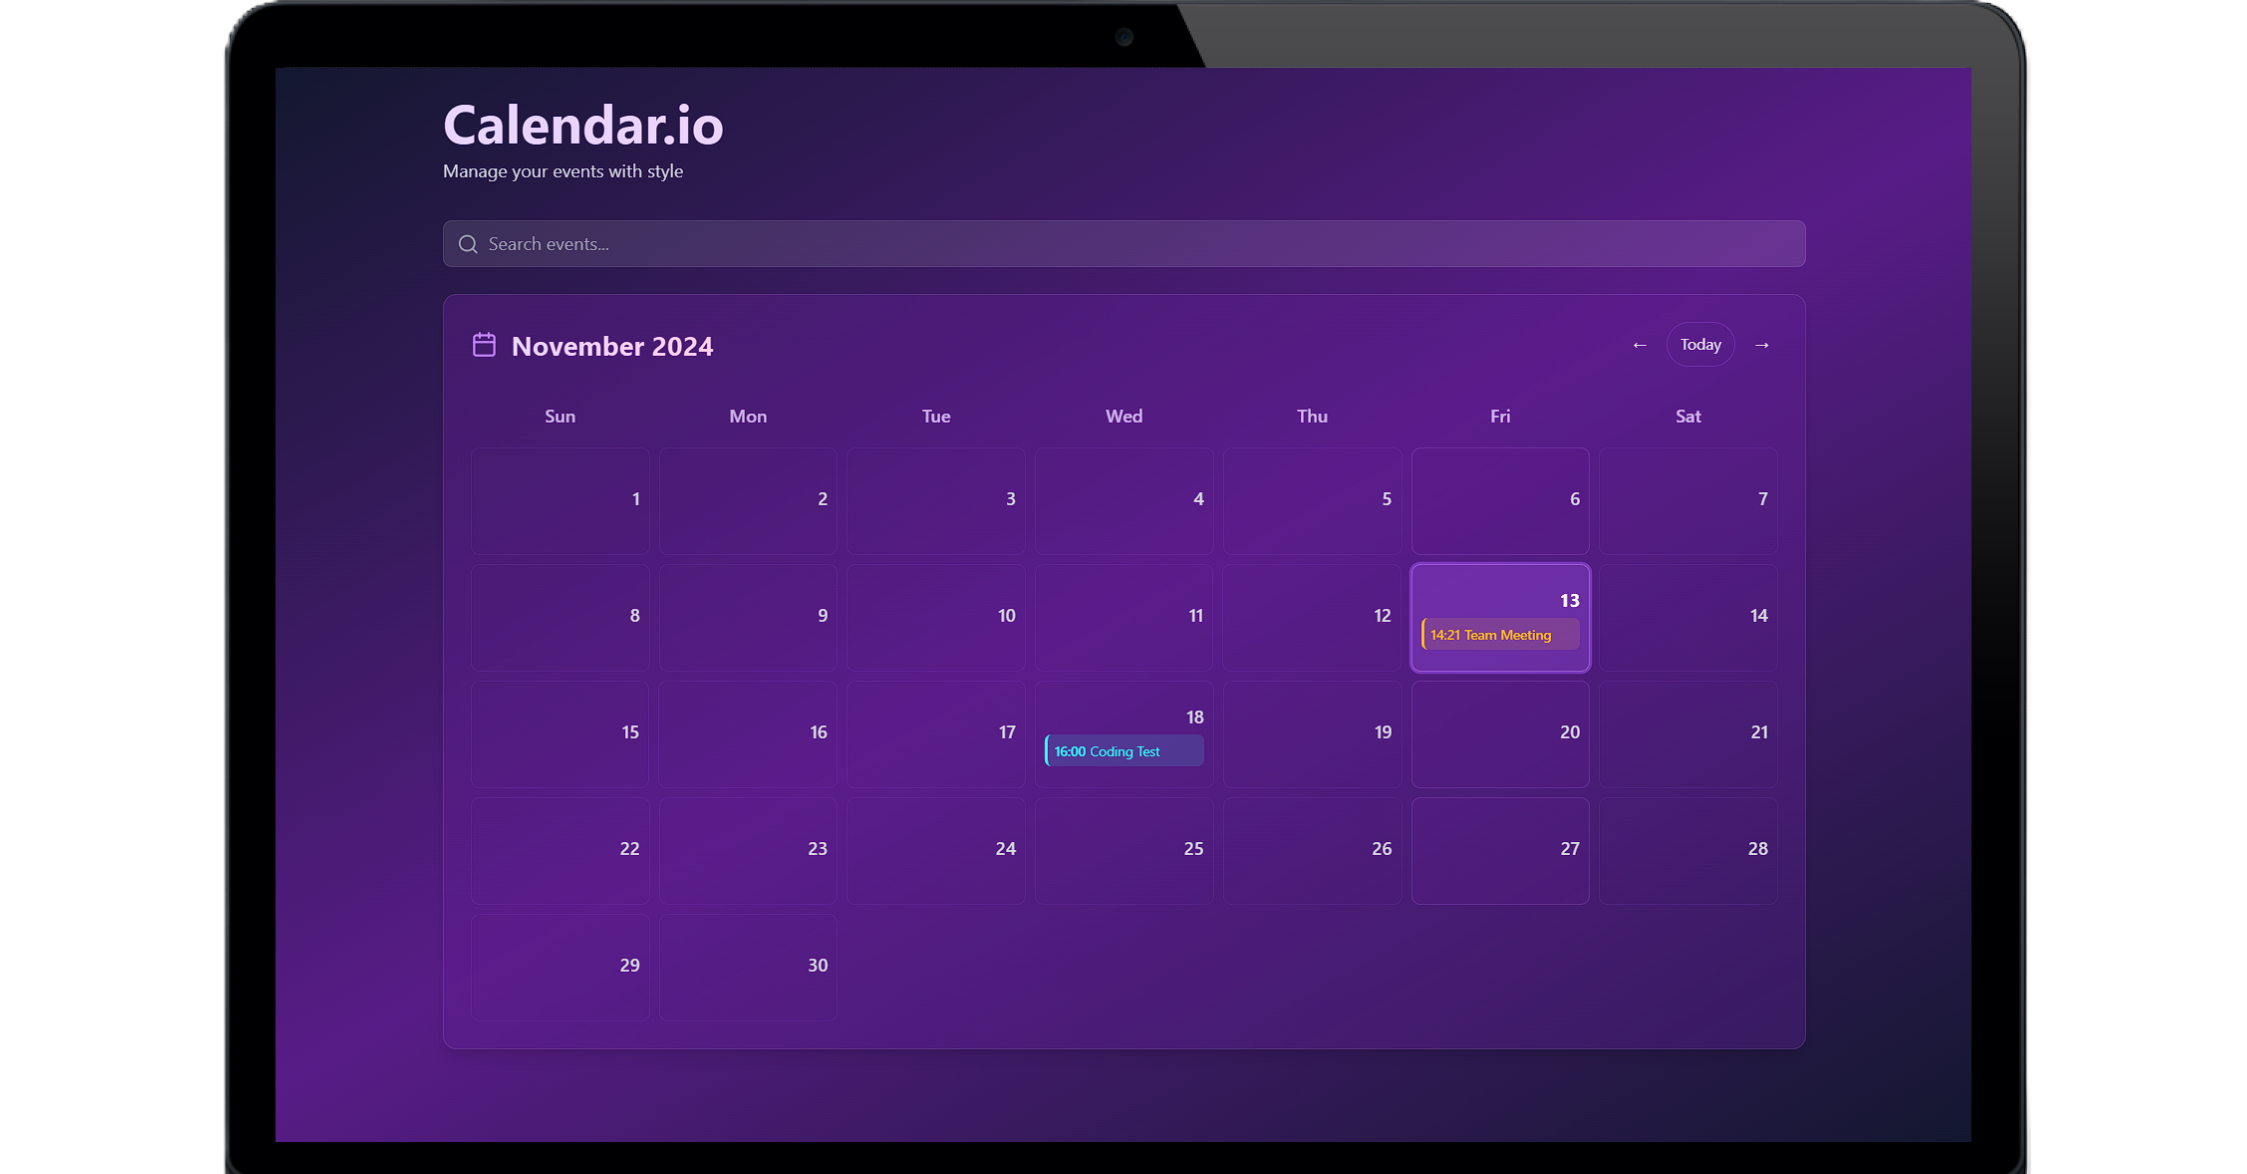 Calendar.io
Manage your events with style
Search events...
November 2024
← Today →
Sun Mon Tue Wed Thu Fri Sat
1 2 3 4 5 6 7
8 9 10 11 12 13 14
14:21 Team Meeting
15 16 17 18 19 20 21
16:00 Coding Test
22 23 24 25 26 27 28
29 30